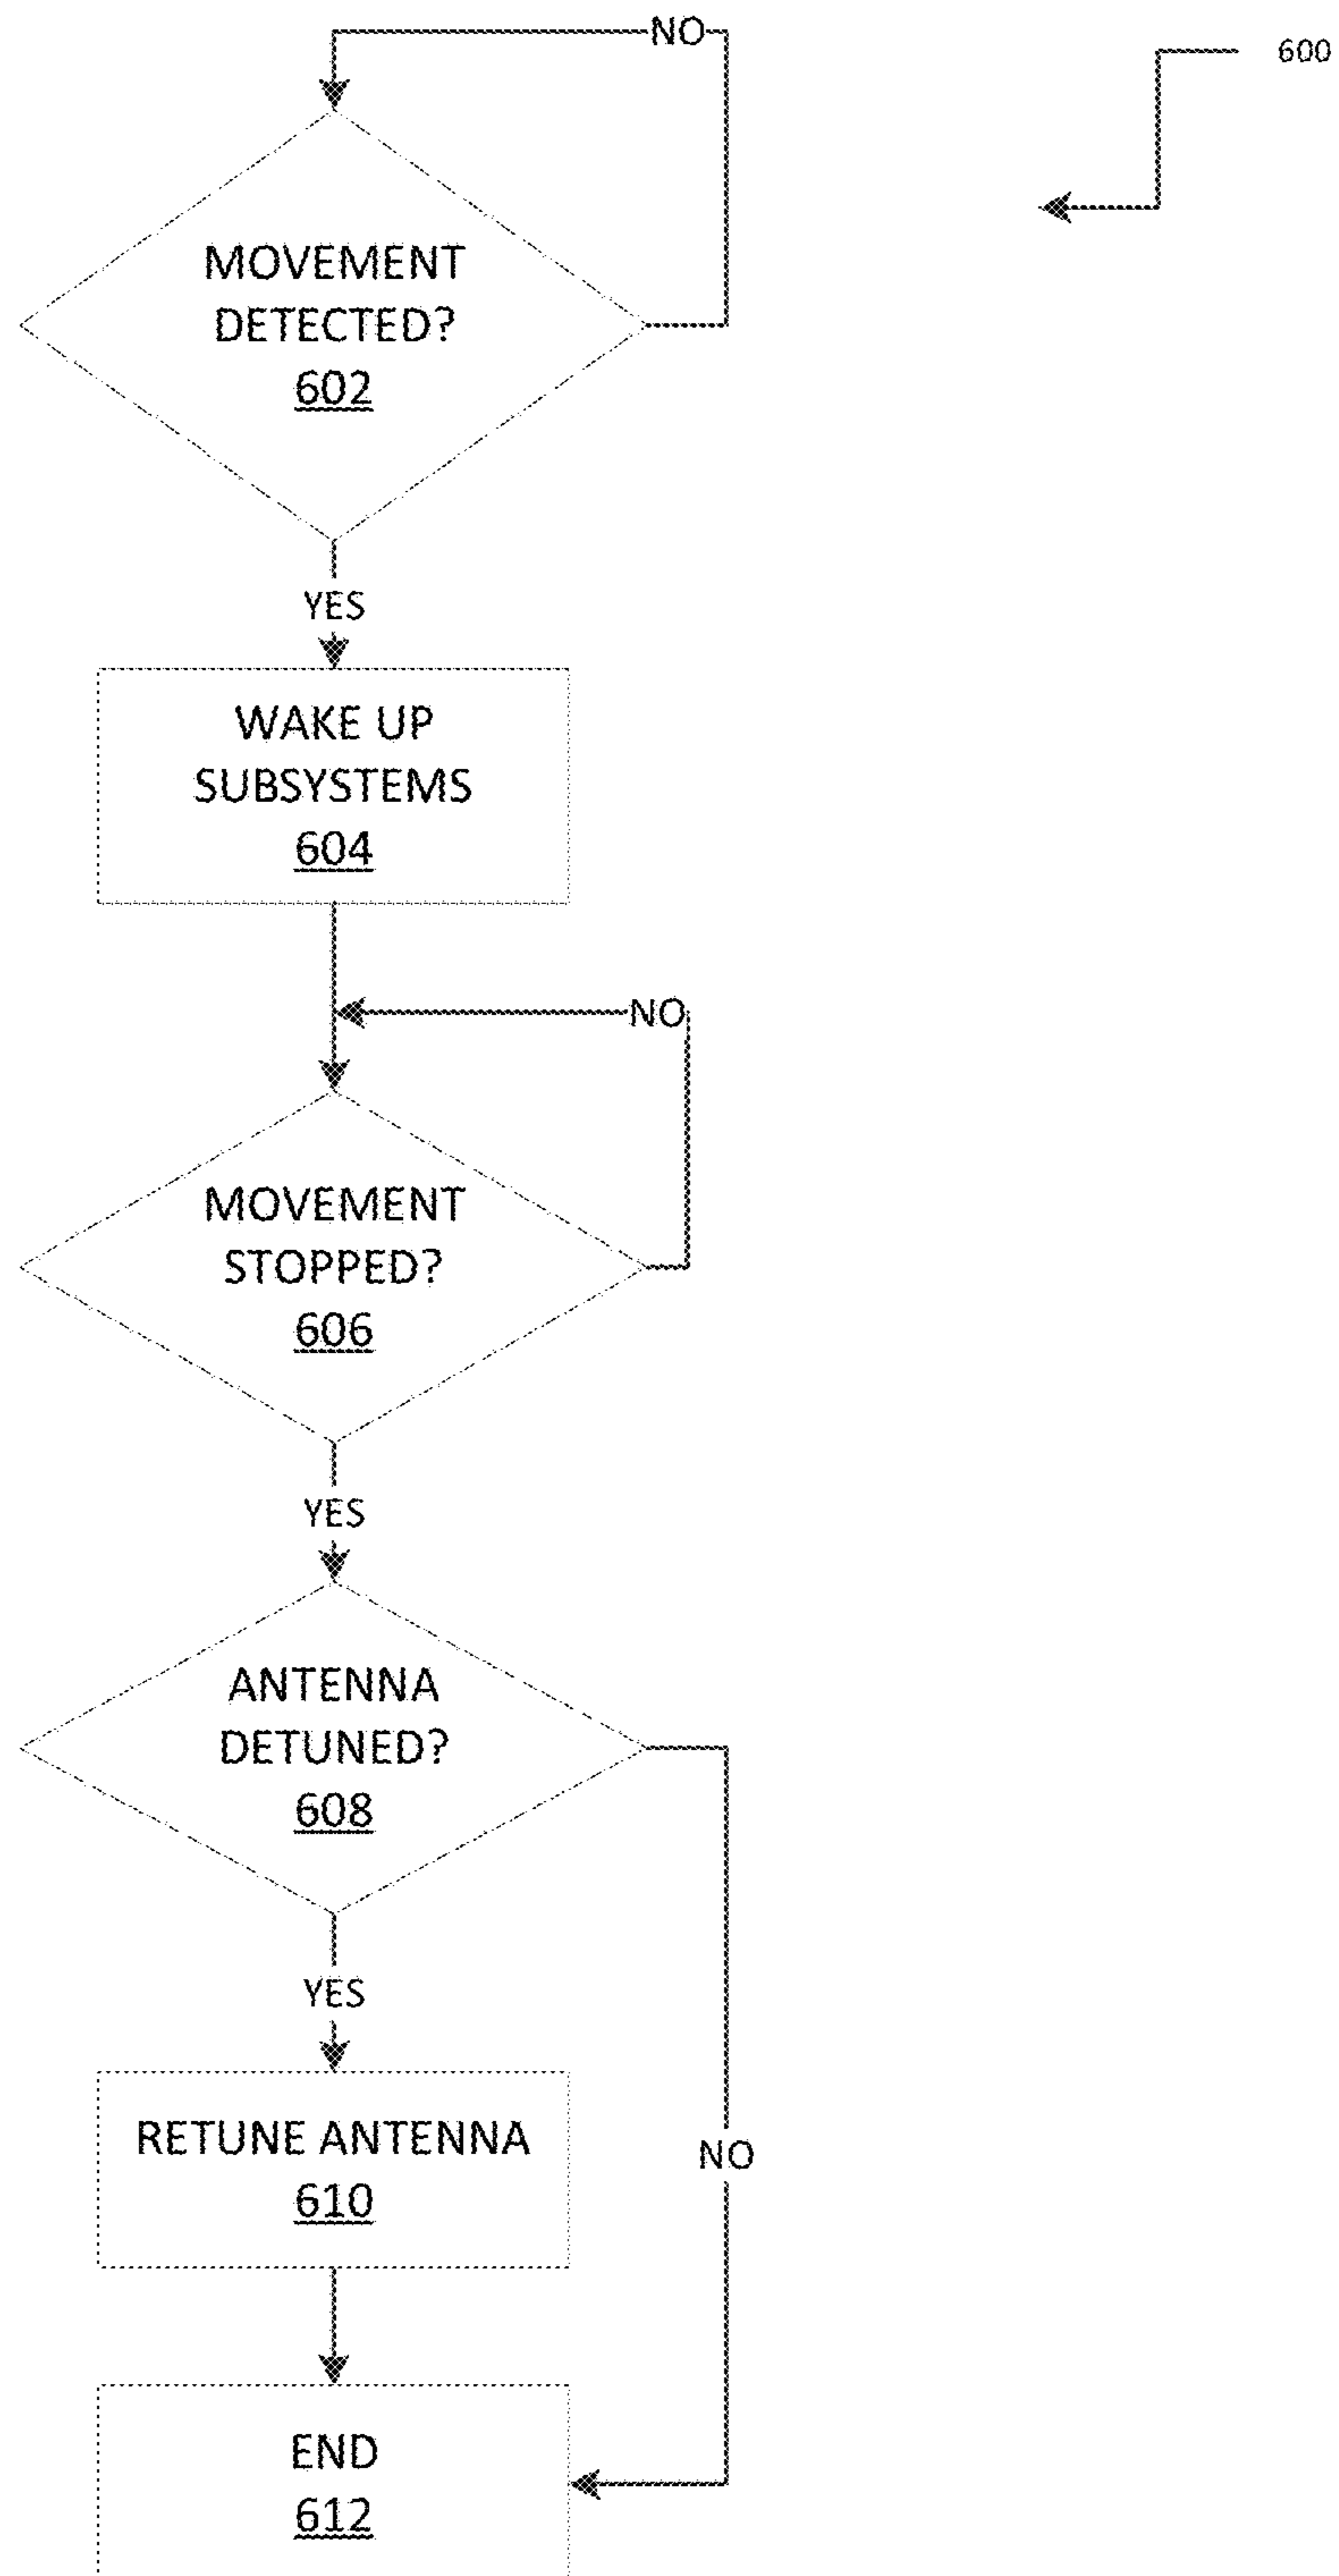 NO
600
MOVEMENT
DETECTED?
602
YES
WAKE UP
SUBSYSTEMS
604
NO
MOVEMENT
STOPPED?
606
YES
ANTENNA
DETUNED?
608
YES
RETUNE ANTENNA
610
NO
END
612